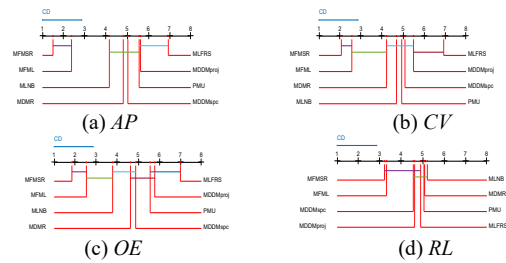 CD
1 2 3 4 5 6 7 8
MFMSR MLFRS
MFML MDDMproj
MLNB PMU
MDMR MDDMspc
(a) AP
CD
1 2 3 4 5 6 7 8
MFMSR MLFRS
MFML MDDMproj
MDMR MDDMspc
MLNB PMU
(b) CV
CD
1 2 3 4 5 6 7 8
MFMSR MLFRS
MFML MDDMproj
MLNB PMU
MDMR MDDMspc
(c) OE
CD
1 2 3 4 5 6 7 8
MFMSR MLNB
MFML MDMR
MDDMspc PMU
MDDMproj MLFRS
(d) RL